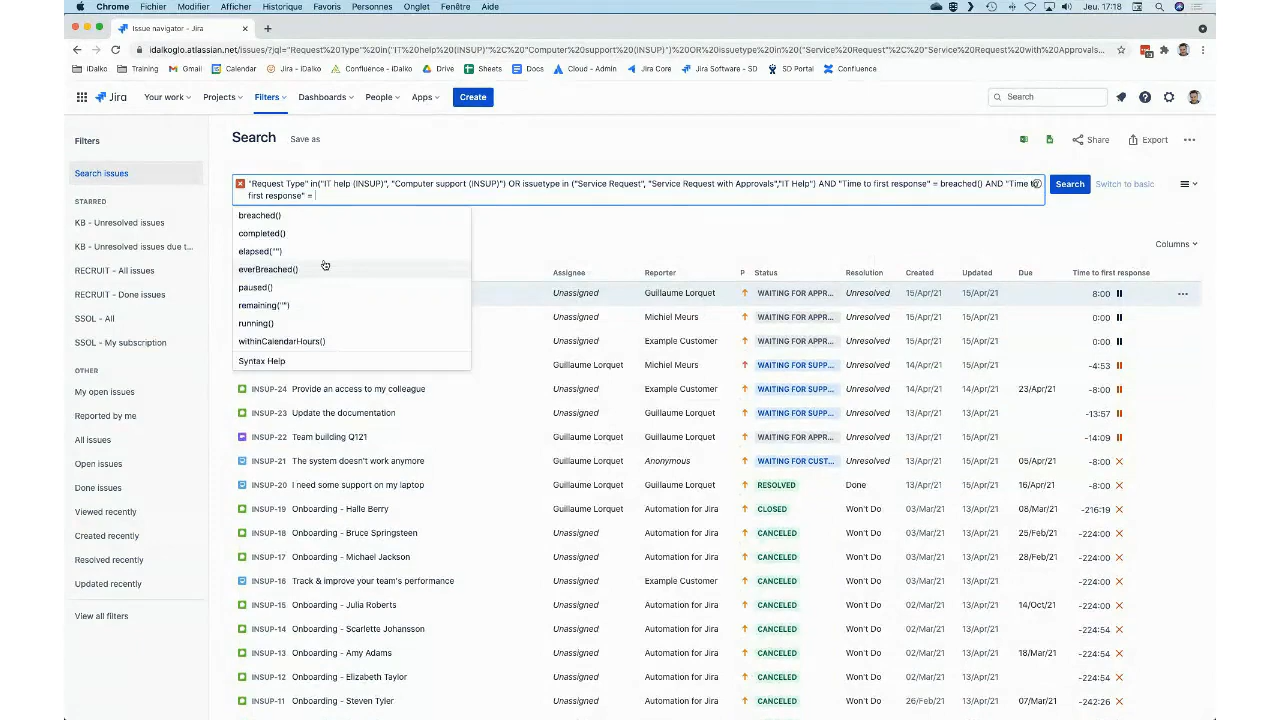 Chrome Fichier Modifier Afficher Historique Favoris Personnes Onglet Fenêtre Aide Jeu. 17:18
Issue navigator - Jira
idalkoglo.atlassian.net/issues/?jql="Request%20Type"%20in("IT%20help%20(INSUP)"%2C%20"Computer%20support%20(INSUP)")%20OR%20issuetype%20in%20("Service%20Request"%2C%20"Service%20Request%20with%20Approvals...
iDalko Training Gmail Calendar Jira - iDalko Confluence - iDalko Drive Sheets Docs Cloud - Admin Jira Core Jira Software - SD SD Portal Confluence
Jira Your work Projects Filters Dashboards People Apps Create Search
Filters
Search issues
STARRED
KB - Unresolved issues
KB - Unresolved issues due t...
RECRUIT - All issues
RECRUIT - Done issues
SSOL - All
SSOL - My subscription
OTHER
My open issues
Reported by me
All issues
Open issues
Done issues
Viewed recently
Created recently
Resolved recently
Updated recently
View all filters
Search Save as Share Export
"Request Type" in("IT help (INSUP)", "Computer support (INSUP)") OR issuetype in ("Service Request", "Service Request with Approvals","IT Help") AND "Time to first response" = breached() AND "Time to
first response" =
Search Switch to basic
breached()
completed()
elapsed("")
everBreached()
paused()
remaining("")
running()
withinCalendarHours()
Syntax Help
Columns
Assignee Reporter P Status Resolution Created Updated Due Time to first response
Unassigned Guillaume Lorquet WAITING FOR APPR... Unresolved 15/Apr/21 15/Apr/21 8:00
Unassigned Michiel Meurs WAITING FOR APPR... Unresolved 15/Apr/21 15/Apr/21 0:00
Unassigned Example Customer WAITING FOR APPR... Unresolved 15/Apr/21 15/Apr/21 0:00
Guillaume Lorquet Michiel Meurs WAITING FOR SUPP... Unresolved 14/Apr/21 15/Apr/21 -4:53
INSUP-24 Provide an access to my colleague Unassigned Example Customer WAITING FOR SUPP... Unresolved 14/Apr/21 15/Apr/21 23/Apr/21 -8:00
INSUP-23 Update the documentation Unassigned Guillaume Lorquet WAITING FOR SUPP... Unresolved 13/Apr/21 15/Apr/21 -13:57
INSUP-22 Team building Q121 Guillaume Lorquet Guillaume Lorquet WAITING FOR APPR... Unresolved 13/Apr/21 15/Apr/21 -14:09
INSUP-21 The system doesn't work anymore Guillaume Lorquet Anonymous WAITING FOR CUST... Unresolved 13/Apr/21 15/Apr/21 05/Apr/21 -8:00
INSUP-20 I need some support on my laptop Guillaume Lorquet Guillaume Lorquet RESOLVED Done 13/Apr/21 15/Apr/21 16/Apr/21 -8:00
INSUP-19 Onboarding - Halle Berry Guillaume Lorquet Automation for Jira CLOSED Won't Do 03/Mar/21 13/Apr/21 08/Mar/21 -216:19
INSUP-18 Onboarding - Bruce Springsteen Unassigned Automation for Jira CANCELED Won't Do 03/Mar/21 13/Apr/21 25/Feb/21 -224:00
INSUP-17 Onboarding - Michael Jackson Unassigned Automation for Jira CANCELED Won't Do 03/Mar/21 13/Apr/21 28/Feb/21 -224:00
INSUP-16 Track & improve your team's performance Unassigned Example Customer CANCELED Won't Do 03/Mar/21 13/Apr/21 -224:00
INSUP-15 Onboarding - Julia Roberts Unassigned Automation for Jira CANCELED Won't Do 02/Mar/21 13/Apr/21 14/Oct/21 -224:00
INSUP-14 Onboarding - Scarlette Johansson Unassigned Automation for Jira CANCELED Won't Do 02/Mar/21 13/Apr/21 -224:54
INSUP-13 Onboarding - Amy Adams Unassigned Automation for Jira CANCELED Won't Do 02/Mar/21 13/Apr/21 18/Mar/21 -224:54
INSUP-12 Onboarding - Elizabeth Taylor Unassigned Automation for Jira CANCELED Won't Do 02/Mar/21 13/Apr/21 -224:54
INSUP-11 Onboarding - Steven Tyler Unassigned Automation for Jira CANCELED Won't Do 26/Feb/21 13/Apr/21 07/Mar/21 -242:26